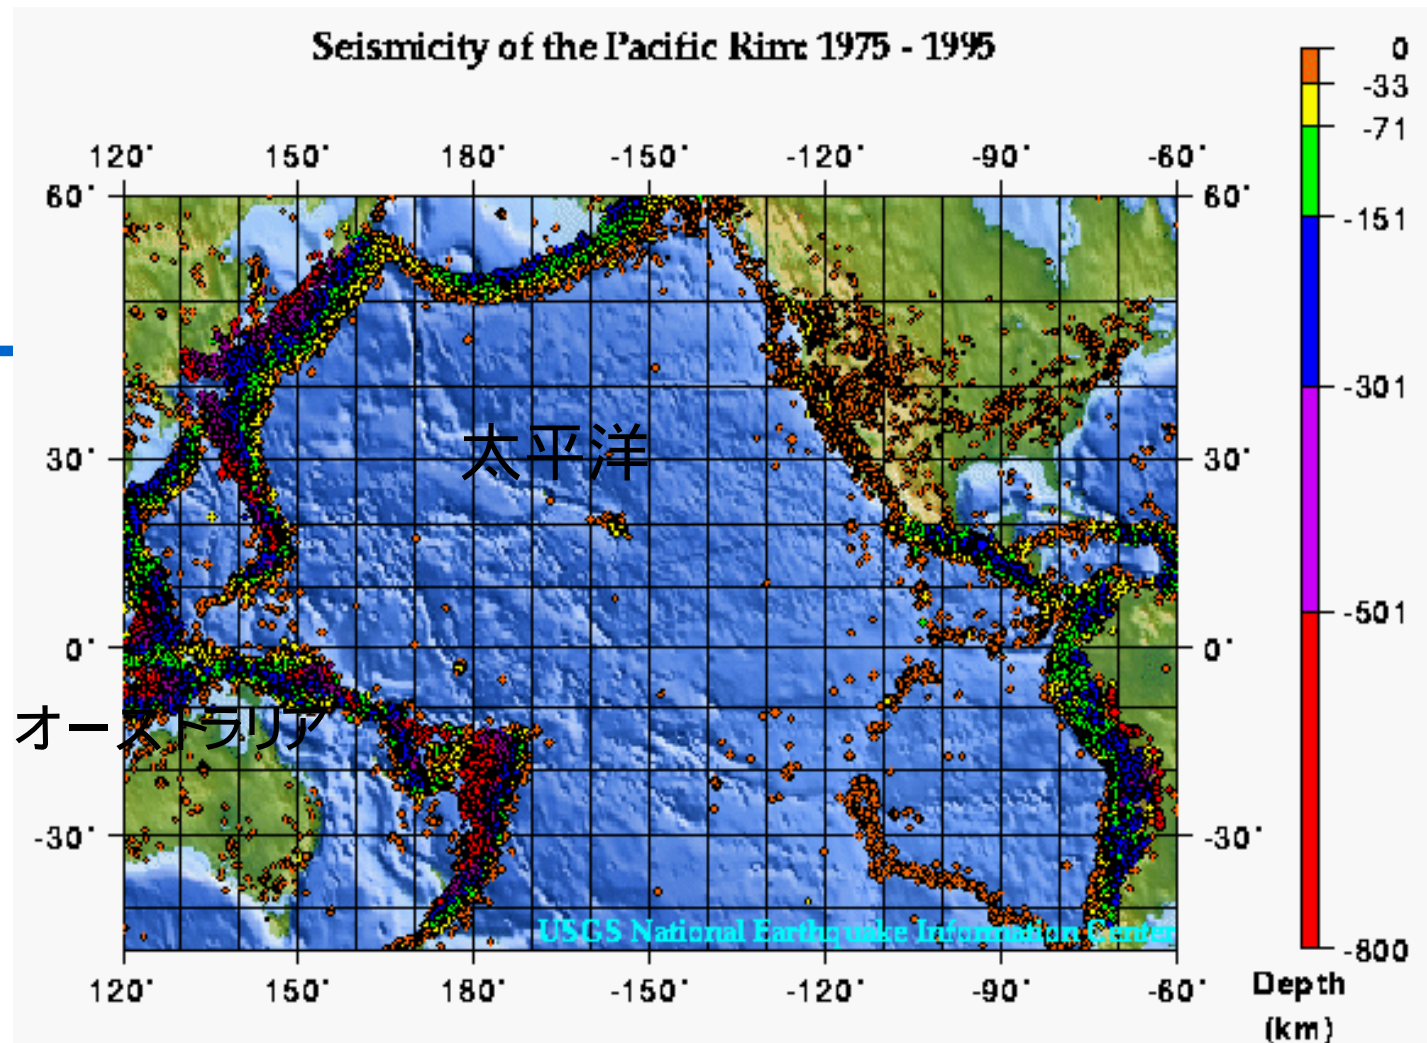 Seismicity of the Pacific Rim: 1975 - 1995
0
-33
-71
120° 150° 180° -150° -120° -90° -60°
60° 60°
-151
-301
太平洋
30° 30°
-501
0° 0°
オーストラリア
-30° -30°
USGS National Earthquake Information Center
-800
120° 150° 180° -150° -120° -90° -60°
Depth
(km)